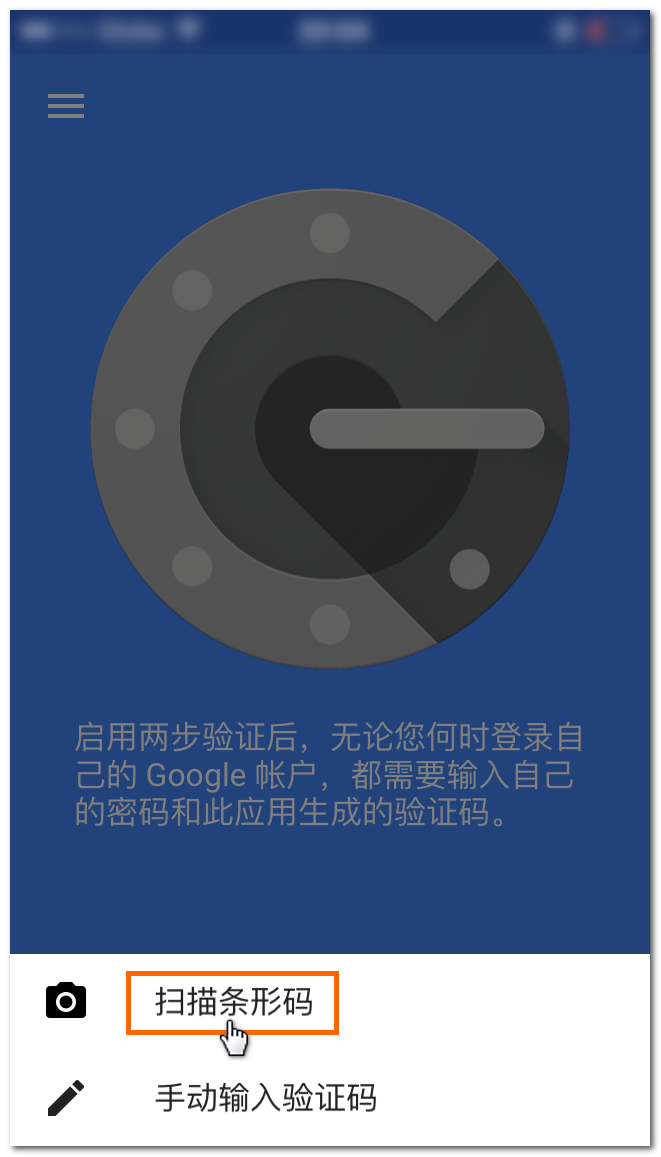 启用两步验证后，无论您何时登录自
己的 Google 帐户，都需要输入自己
的密码和此应用生成的验证码。
扫描条形码
手动输入验证码